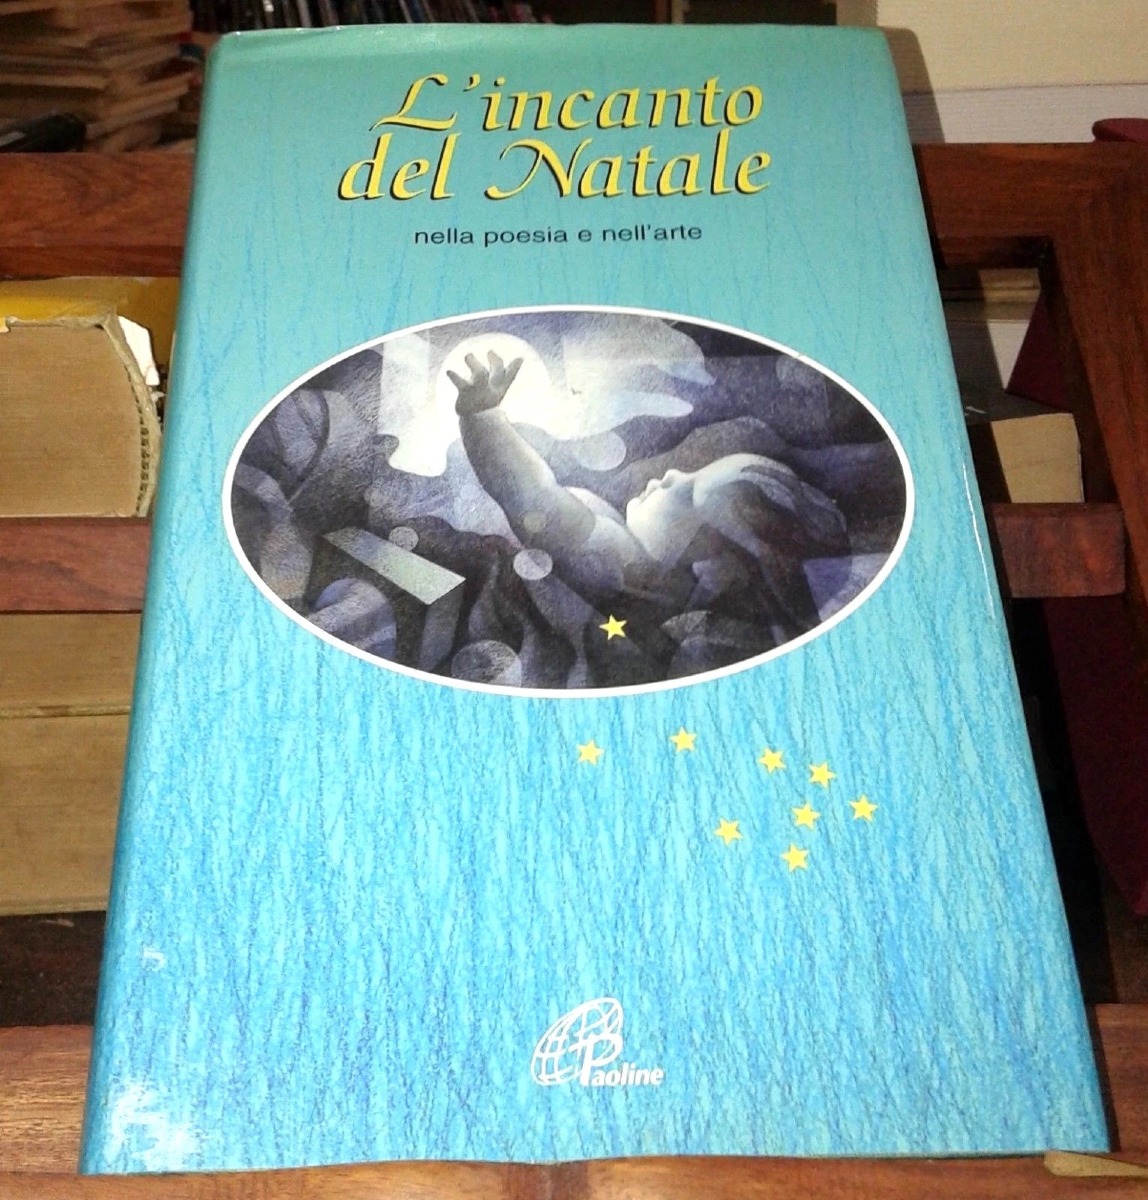 L'incanto
del Natale
nella poesia e nell'arte
Paoline